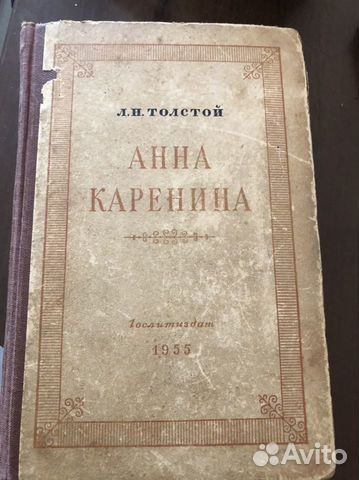 Л.Н.ТОЛСТОЙ
АННА
КАРЕНИНА
Гослитиздат
1955
Avito